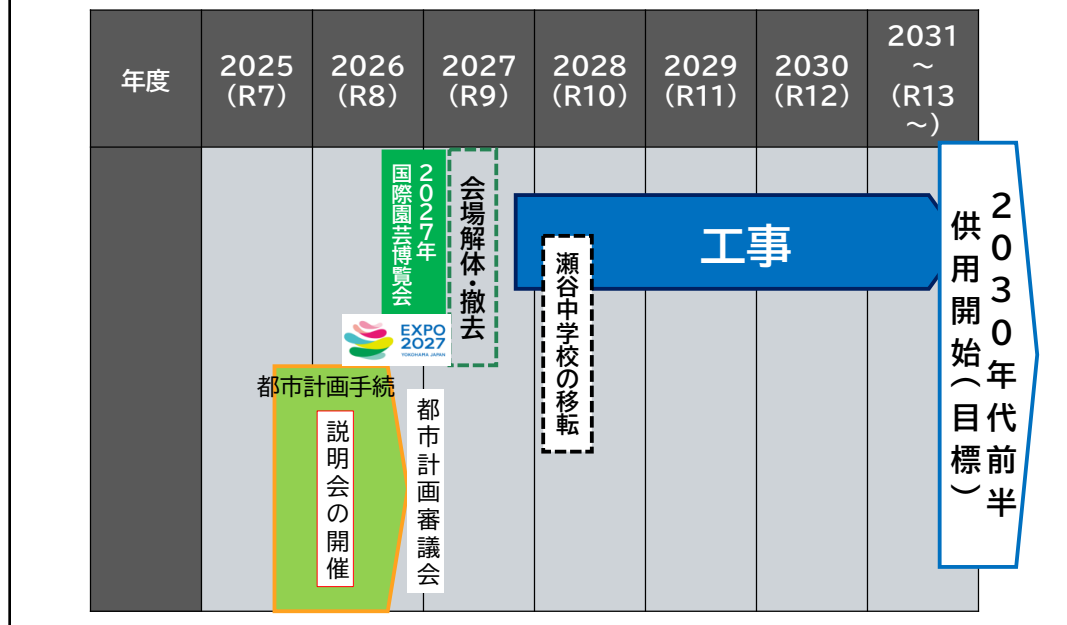 年度
2025
(R7)
2026
(R8)
2027
(R9)
2028
(R10)
2029
(R11)
2030
(R12)
2031
～
(R13
～)
2027年
国際園芸博覧会
会場解体・撤去
工事
瀬谷中学校の移転
2030年代前半
供用開始(目標)
EXPO
2027
YOKOHAMA JAPAN
都市計画手続
説明会の開催
都市計画審議会